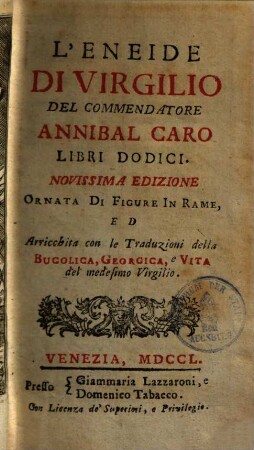 L'ENEIDE
DI VIRGILIO
DEL COMMENDATORE
ANNIBAL CARO
LIBRI DODICI.
NOVISSIMA EDIZIONE
ORNATA DI FIGURE IN RAME,
E D
Arricchita con le Traduzioni della
BUCOLICA, GEORGICA, e VITA
del medesimo Virgilio.
VENEZIA, MDCCL.
Presso { Giammaria Lazzaroni, e
Domenico Tabacco.
Con Licenza de' Superiori, e Privilegio.